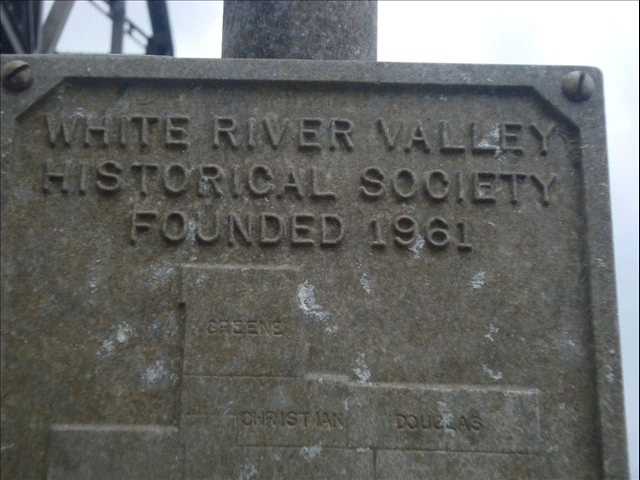 WHITE RIVER VALLEY
HISTORICAL SOCIETY
FOUNDED 1961
GREENE
CHRISTIAN DOUGLAS